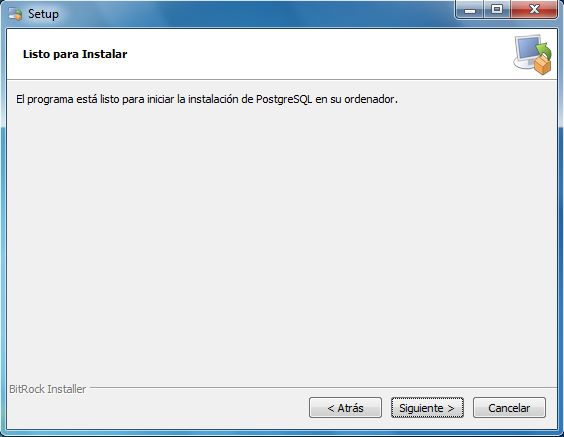 Setup
Listo para Instalar
El programa está listo para iniciar la instalación de PostgreSQL en su ordenador.
BitRock Installer
< Atrás
Siguiente >
Cancelar